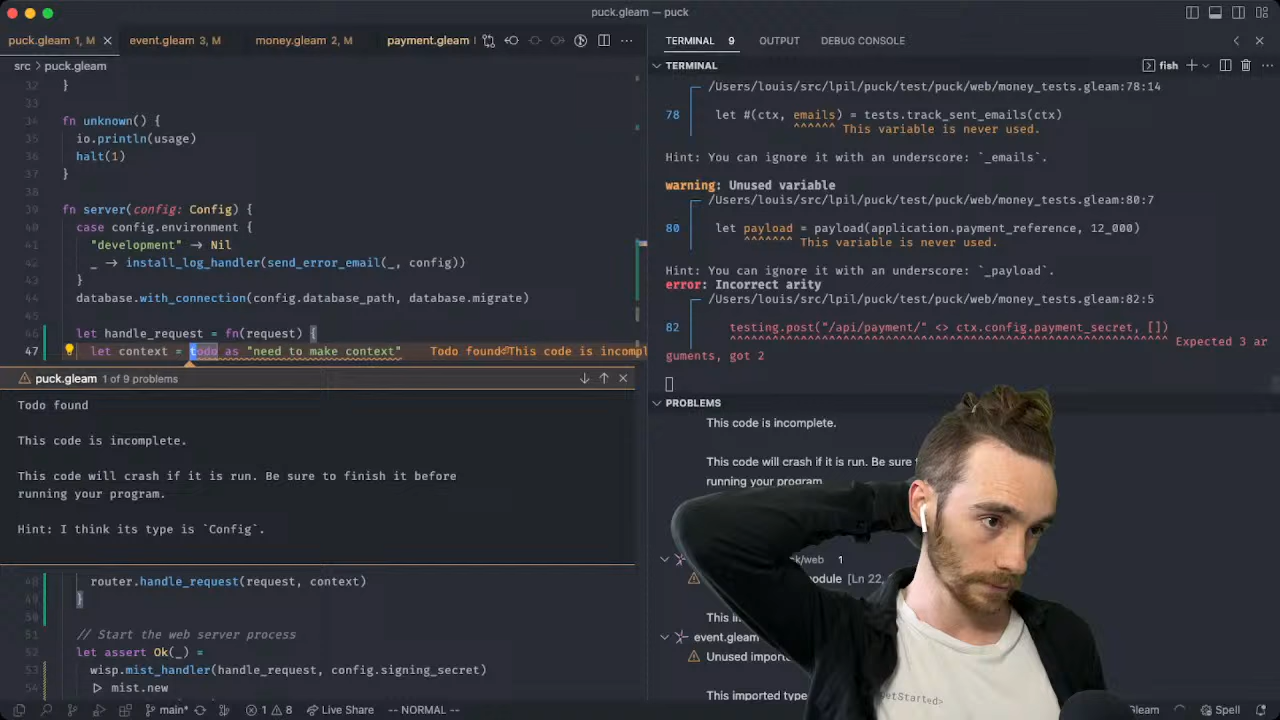 puck.gleam — puck
puck.gleam 1, M
event.gleam 3, M
money.gleam 2, M
payment.gleam
src > puck.gleam
32 }
33
34 fn unknown() {
35 io.println(usage)
36 halt(1)
37 }
38
39 fn server(config: Config) {
40 case config.environment {
41 "development" -> Nil
42 _ -> install_log_handler(send_error_email(_, config))
43 }
44 database.with_connection(config.database_path, database.migrate)
46 let handle_request = fn(request) {
47 let context = todo as "need to make context" Todo found⏎This code is incompl
puck.gleam 1 of 9 problems
Todo found
This code is incomplete.
This code will crash if it is run. Be sure to finish it before
running your program.
Hint: I think its type is `Config`.
48 router.handle_request(request, context)
49 }
50
51 // Start the web server process
52 let assert Ok(_) =
53 wisp.mist_handler(handle_request, config.signing_secret)
54 |> mist.new
main*
1 8
Live Share
-- NORMAL --
TERMINAL 9
OUTPUT
DEBUG CONSOLE
TERMINAL
fish
/Users/louis/src/lpil/puck/test/puck/web/money_tests.gleam:78:14
78 let #(ctx, emails) = tests.track_sent_emails(ctx)
^^^^^^ This variable is never used.
Hint: You can ignore it with an underscore: `_emails`.
warning: Unused variable
/Users/louis/src/lpil/puck/test/puck/web/money_tests.gleam:80:7
80 let payload = payload(application.payment_reference, 12_000)
^^^^^^^ This variable is never used.
Hint: You can ignore it with an underscore: `_payload`.
error: Incorrect arity
/Users/louis/src/lpil/puck/test/puck/web/money_tests.gleam:82:5
82 testing.post("/api/payment/" <> ctx.config.payment_secret, [])
^^^^^^^^^^^^^^^^^^^^^^^^^^^^^^^^^^^^^^^^^^^^^^^^^^^^^^^^^^^^^^ Expected 3 ar
guments, got 2
PROBLEMS
This code is incomplete.
This code will crash if it is run. Be sure
running your program.
k/web 1
odule [Ln 22,
This
event.gleam
Unused impor
This imported type
etStarted>
Gleam
Spell